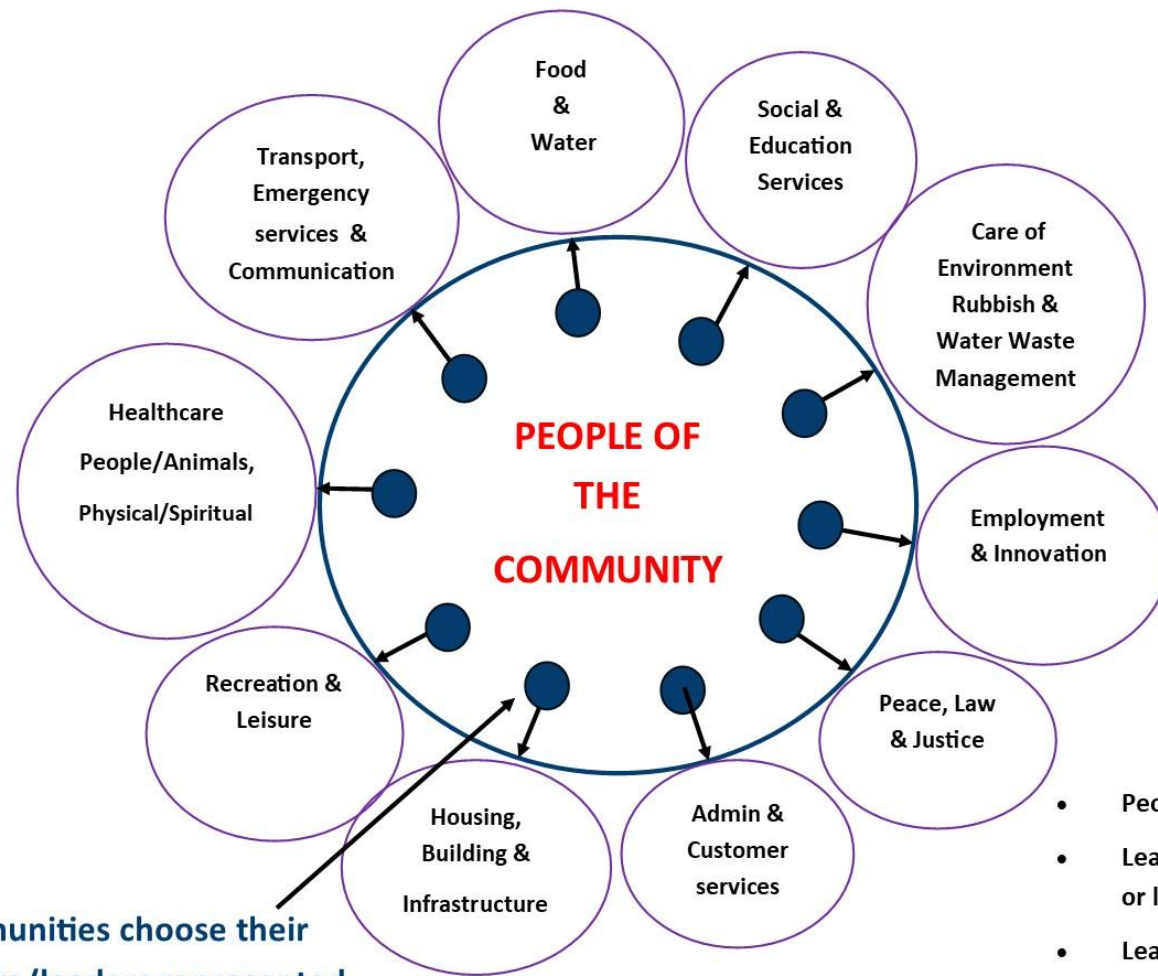 Food
&
Water
Social &
Education
Services
Transport,
Emergency
services &
Communication
Care of
Environment
Rubbish &
Water Waste
Management
Healthcare
People/Animals,
Physical/Spiritual
PEOPLE OF
THE
COMMUNITY
Employment
& Innovation
Recreation &
Leisure
Peace, Law
& Justice
Housing,
Building &
Infrastructure
Admin &
Customer
services
choose their